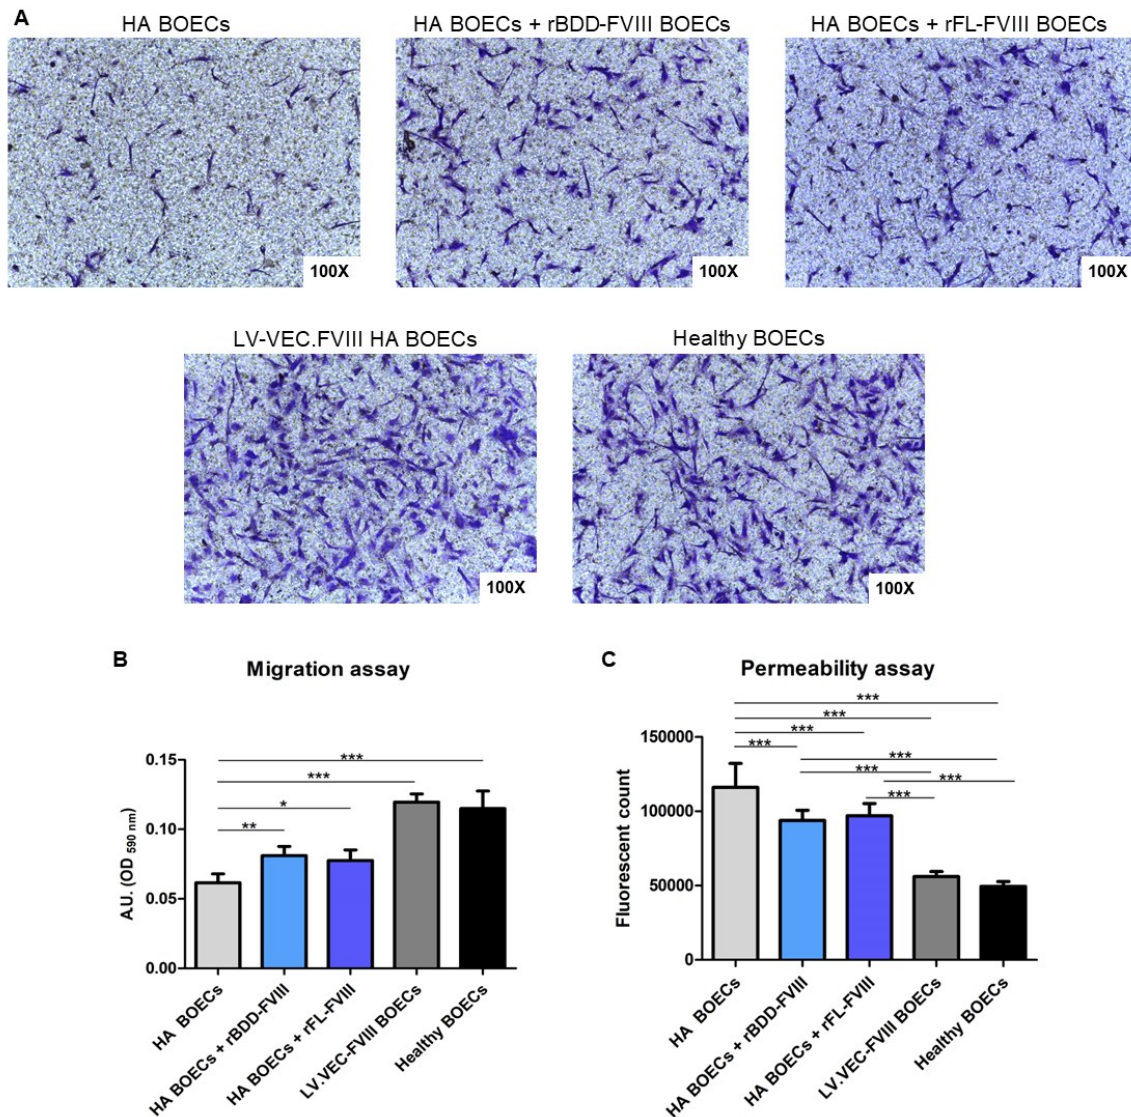 A
HA BOECs
HA BOECs + rBDD-FVIII BOECs
HA BOECs + rFL-FVIII BOECs
100X
100X
100X
LV-VEC.FVIII HA BOECs
Healthy BOECs
100X
100X
B
Migration assay
A.U. (OD 590 nm)
0.15
0.10
0.05
0.00
***
***
*
**
HA BOECs
HA BOECs + rBDD-FVIII
HA BOECs + rFL-FVIII
LV.VEC-FVIII BOECs
Healthy BOECs
C
Permeability assay
Fluorescent count
150000
100000
50000
0
***
***
***
***
***
***
***
***
HA BOECs
HA BOECs + rBDD-FVIII
HA BOECs + rFL-FVIII
LV.VEC-FVIII BOECs
Healthy BOECs